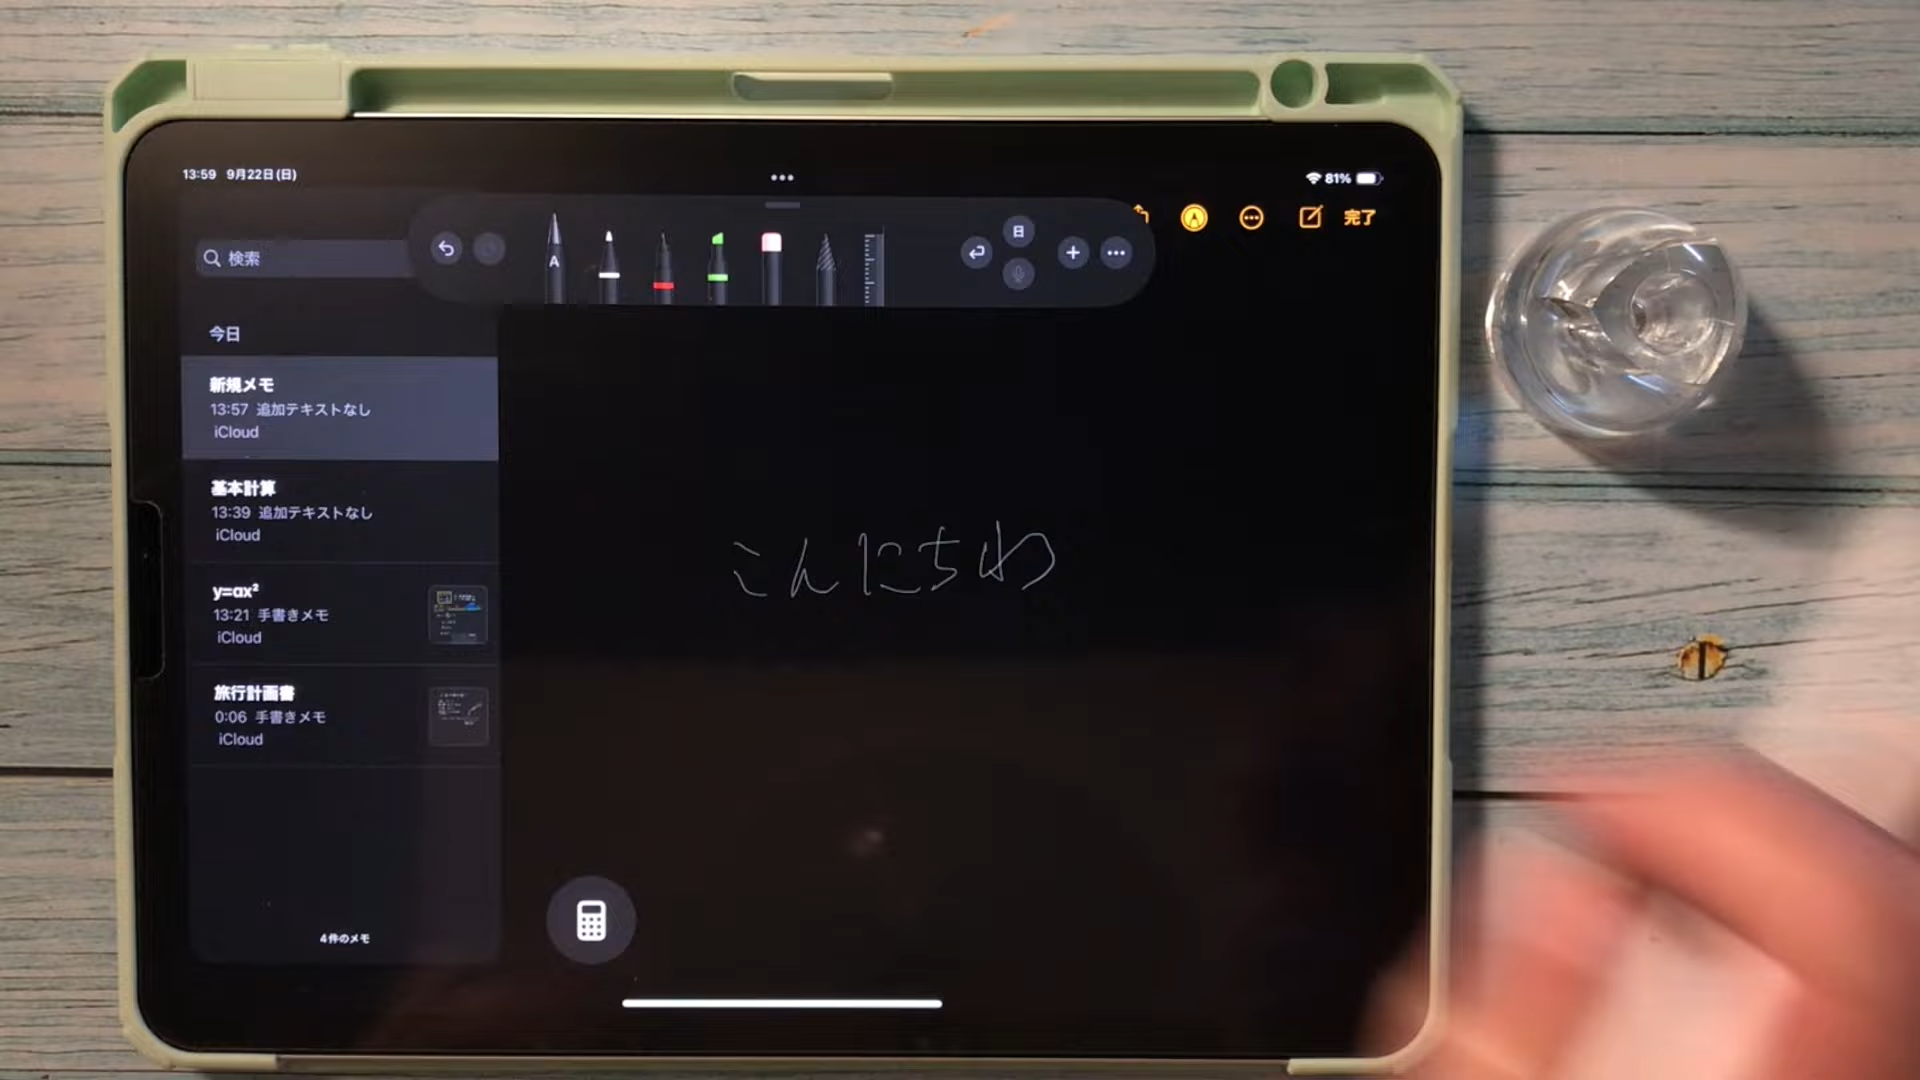 13:59 9月22日(日)
81%
完了
検索
A
日
今日
新規メモ
13:57 追加テキストなし
iCloud
基本計算
13:39 追加テキストなし
iCloud
y=ax²
13:21 手書きメモ
iCloud
旅行計画書
0:06 手書きメモ
iCloud
4件のメモ
こんにちわ